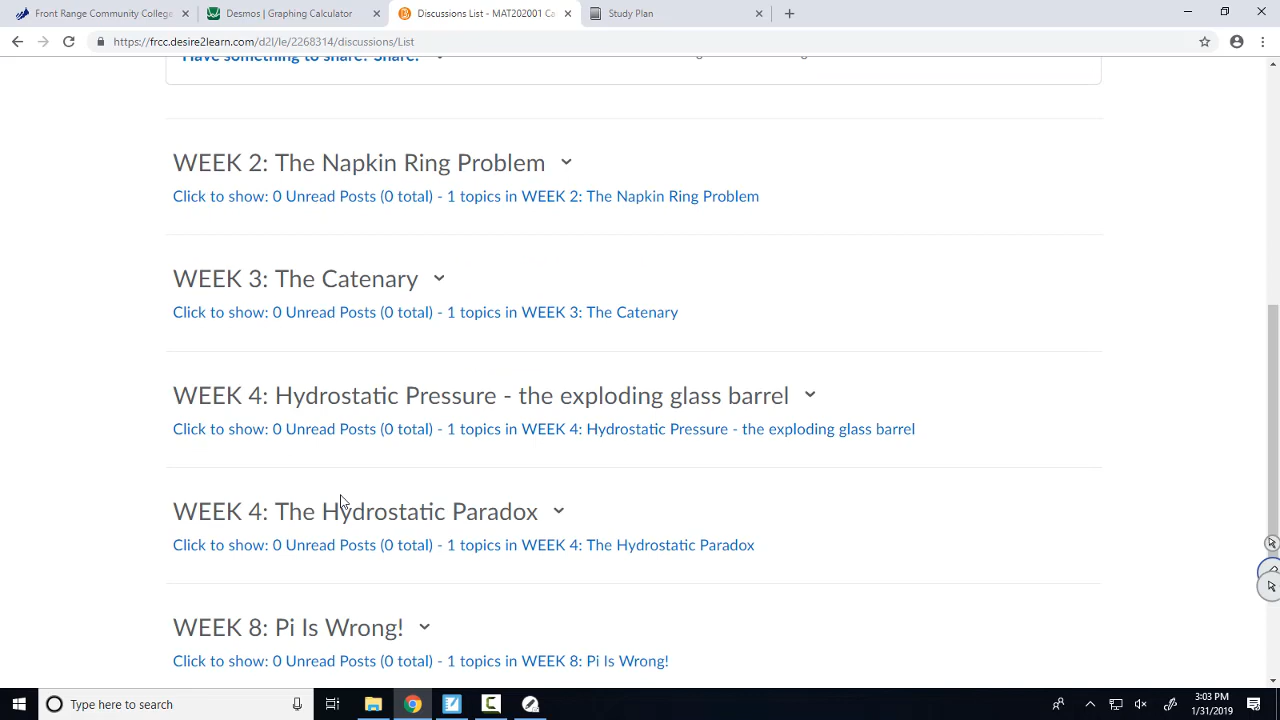 Front Range Community College
Desmos | Graphing Calculator
Discussions List - MAT202001 Ca
Study Plan
https://frcc.desire2learn.com/d2l/le/2268314/discussions/List
Have something to share? Share!
WEEK 2: The Napkin Ring Problem
Click to show: 0 Unread Posts (0 total) - 1 topics in WEEK 2: The Napkin Ring Problem
WEEK 3: The Catenary
Click to show: 0 Unread Posts (0 total) - 1 topics in WEEK 3: The Catenary
WEEK 4: Hydrostatic Pressure - the exploding glass barrel
Click to show: 0 Unread Posts (0 total) - 1 topics in WEEK 4: Hydrostatic Pressure - the exploding glass barrel
WEEK 4: The Hydrostatic Paradox
Click to show: 0 Unread Posts (0 total) - 1 topics in WEEK 4: The Hydrostatic Paradox
WEEK 8: Pi Is Wrong!
Click to show: 0 Unread Posts (0 total) - 1 topics in WEEK 8: Pi Is Wrong!
Type here to search
3:03 PM
1/31/2019